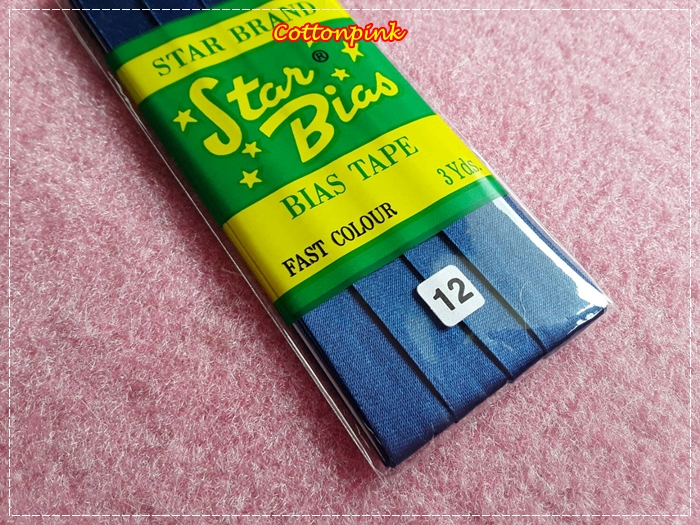 Cottonpink
STAR BRAND
Star Bias ®
BIAS TAPE
3 Yds.
FAST COLOUR
12